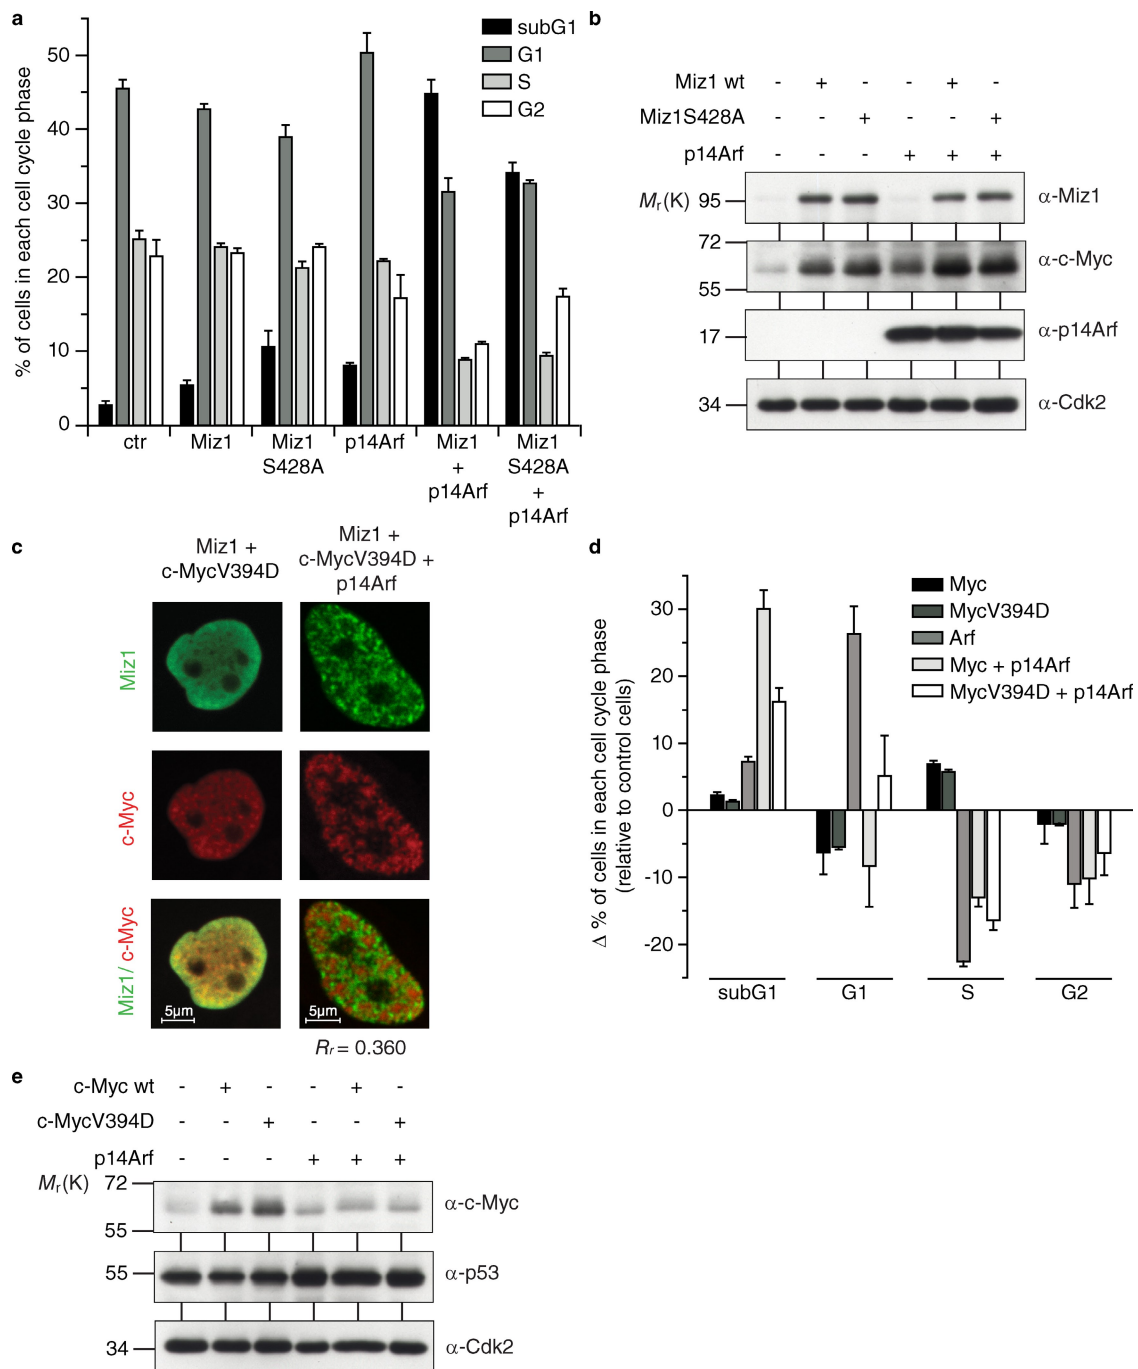 a
% of cells in each cell cycle phase
50
40
30
20
10
0
subG1
G1
S
G2
ctr
Miz1
Miz1
S428A
p14Arf
Miz1
+
p14Arf
Miz1
S428A
+
p14Arf
b
Miz1 wt - + - - + -
Miz1S428A - - + - - +
p14Arf - - - + + +
Mr(K) 95
α-Miz1
72
55
α-c-Myc
17
α-p14Arf
34
α-Cdk2
c
Miz1 +
c-MycV394D
Miz1 +
c-MycV394D +
p14Arf
Miz1
c-Myc
Miz1/ c-Myc
5µm
5µm
Rr = 0.360
d
Δ % of cells in each cell cycle phase
(relative to control cells)
30
20
10
0
-10
-20
Myc
MycV394D
Arf
Myc + p14Arf
MycV394D + p14Arf
subG1
G1
S
G2
e
c-Myc wt - + - - + -
c-MycV394D - - + - - +
p14Arf - - - + + +
Mr(K) 72
55
α-c-Myc
55
α-p53
34
α-Cdk2